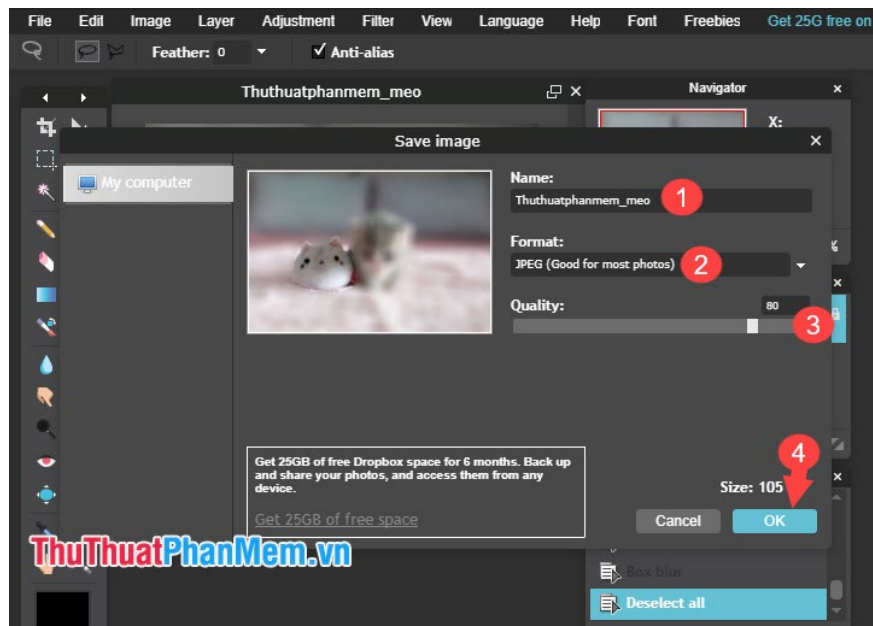 File Edit Image Layer Adjustment Filter View Language Help Font Freebies Get 25G free on
Feather: 0 Anti-alias
Thuthuatphanmem_meo
Navigator
X:
Save image
My computer
Name:
Thuthuatphanmem_meo
1
Format:
JPEG (Good for most photos)
2
Quality: 80
3
4
Get 25GB of free Dropbox space for 6 months. Back up
and share your photos, and access them from any
device.
Get 25GB of free space
Size: 105
Cancel OK
ThuThuatPhanMem.vn
Box blur
Deselect all